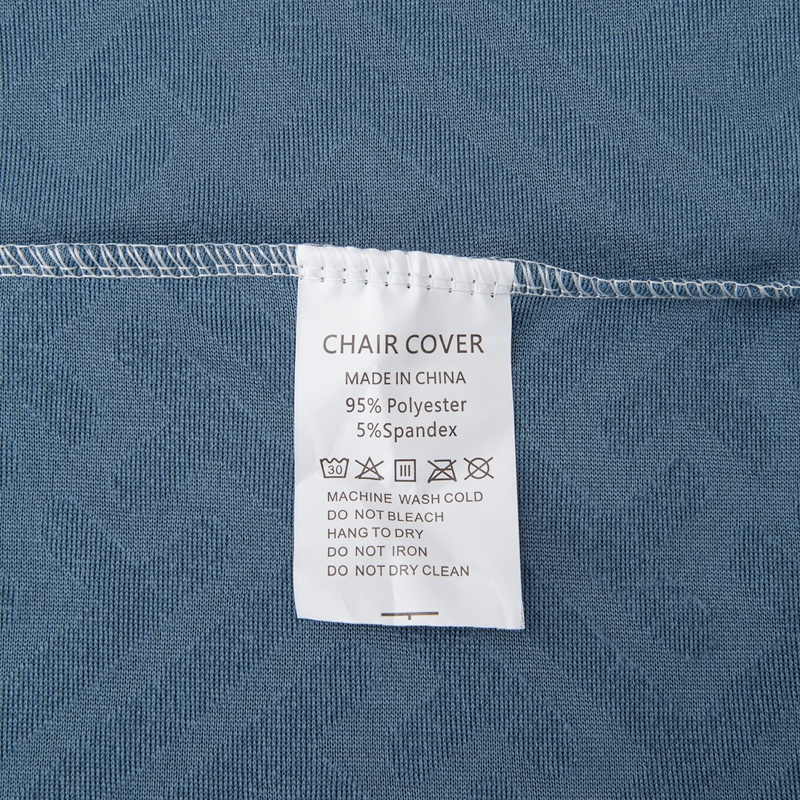 CHAIR COVER
MADE IN CHINA
95% Polyester
5%Spandex
30
MACHINE WASH COLD
DO NOT BLEACH
HANG TO DRY
DO NOT IRON
DO NOT DRY CLEAN